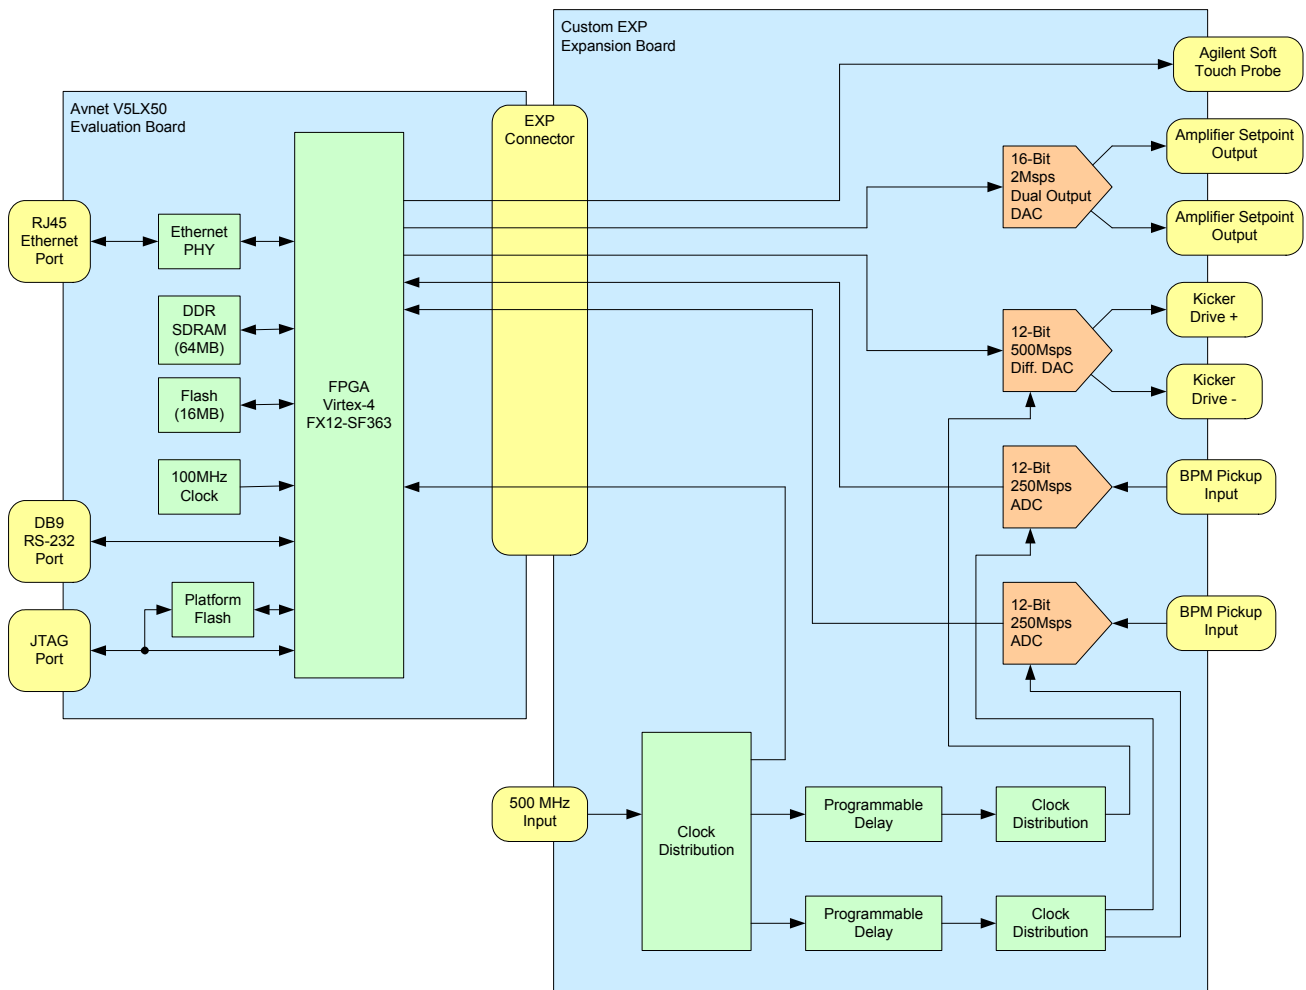 Custom EXP
Expansion Board
Agilent Soft
Touch Probe
Avnet V5LX50
Evaluation Board
EXP
Connector
Amplifier Setpoint
Output
16-Bit
2Msps
Dual Output
DAC
Amplifier Setpoint
Output
RJ45
Ethernet
Port
Ethernet
PHY
DDR
SDRAM
(64MB)
Flash
(16MB)
100MHz
Clock
FPGA
Virtex-4
FX12-SF363
Kicker
Drive +
12-Bit
500Msps
Diff. DAC
Kicker
Drive -
12-Bit
250Msps
ADC
BPM Pickup
Input
DB9
RS-232
Port
Platform
Flash
JTAG
Port
12-Bit
250Msps
ADC
BPM Pickup
Input
500 MHz
Input
Clock
Distribution
Programmable
Delay
Clock
Distribution
Programmable
Delay
Clock
Distribution